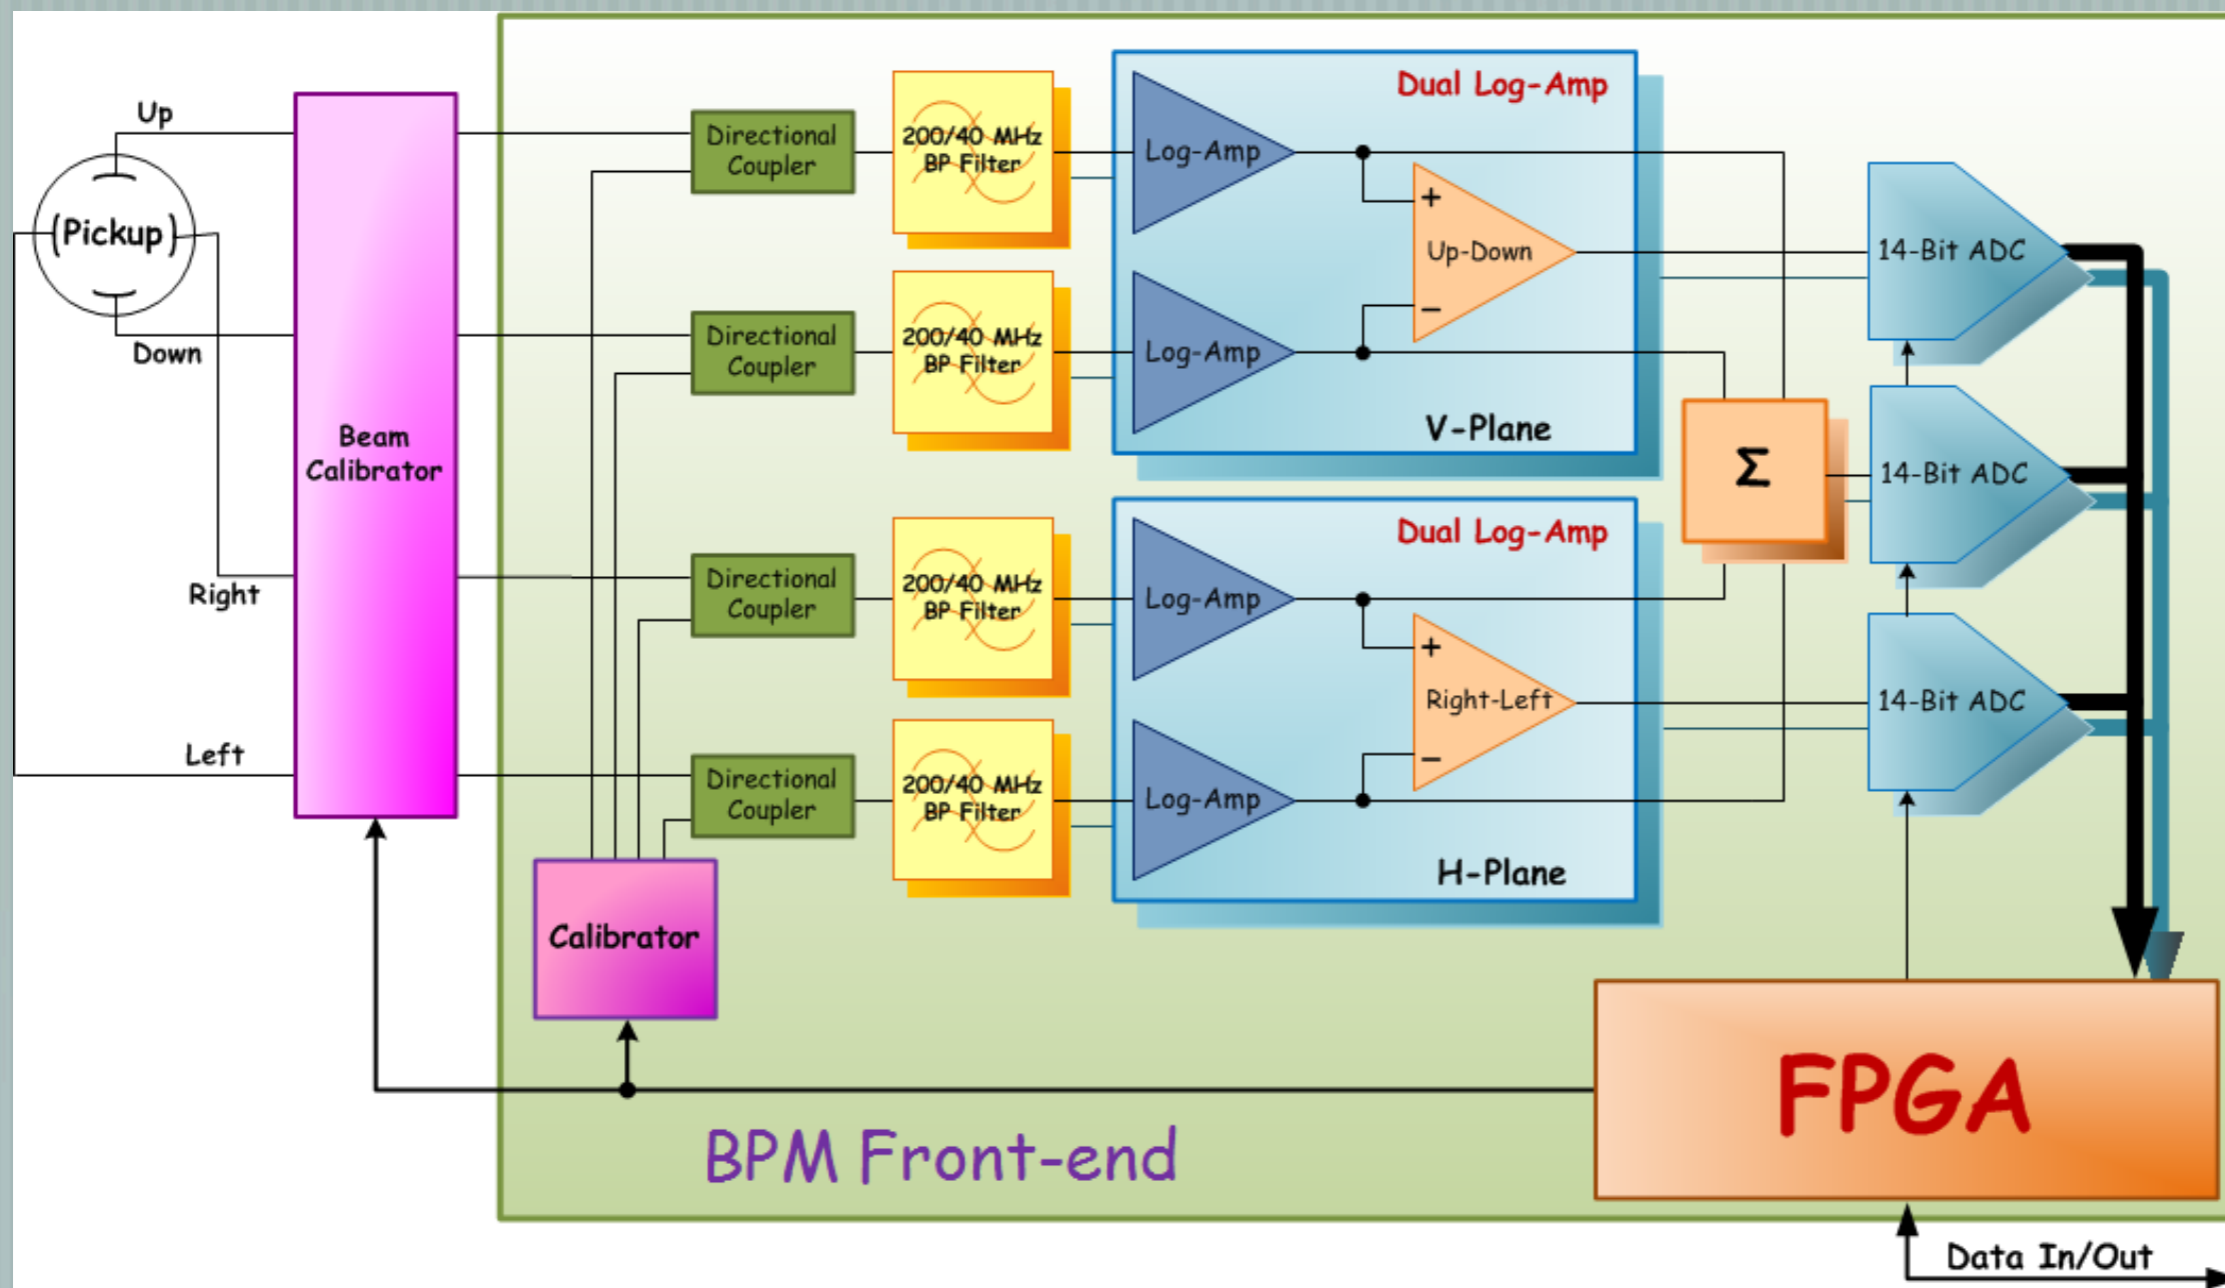 Up
(Pickup)
Down
Right
Left
Beam
Calibrator
Directional
Coupler
200/40 MHz
BP Filter
Log-Amp
Dual Log-Amp
+
Up-Down
−
Directional
Coupler
200/40 MHz
BP Filter
Log-Amp
V-Plane
Directional
Coupler
200/40 MHz
BP Filter
Log-Amp
Dual Log-Amp
+
Right-Left
−
Directional
Coupler
200/40 MHz
BP Filter
Log-Amp
H-Plane
Σ
14-Bit ADC
14-Bit ADC
14-Bit ADC
Calibrator
FPGA
BPM Front-end
Data In/Out